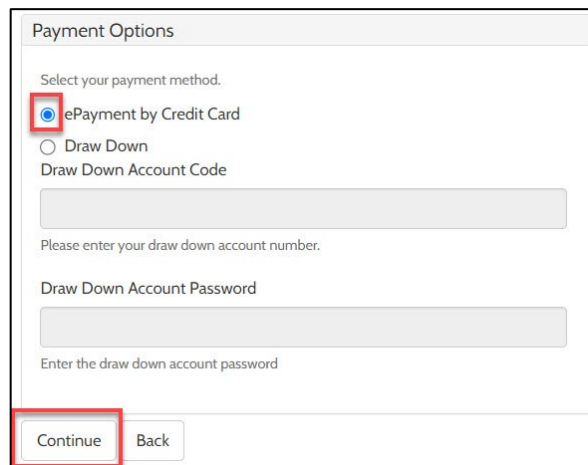 Payment Options
Select your payment method.
ePayment by Credit Card
Draw Down
Draw Down Account Code
Please enter your draw down account number.
Draw Down Account Password
Enter the draw down account password
Continue Back